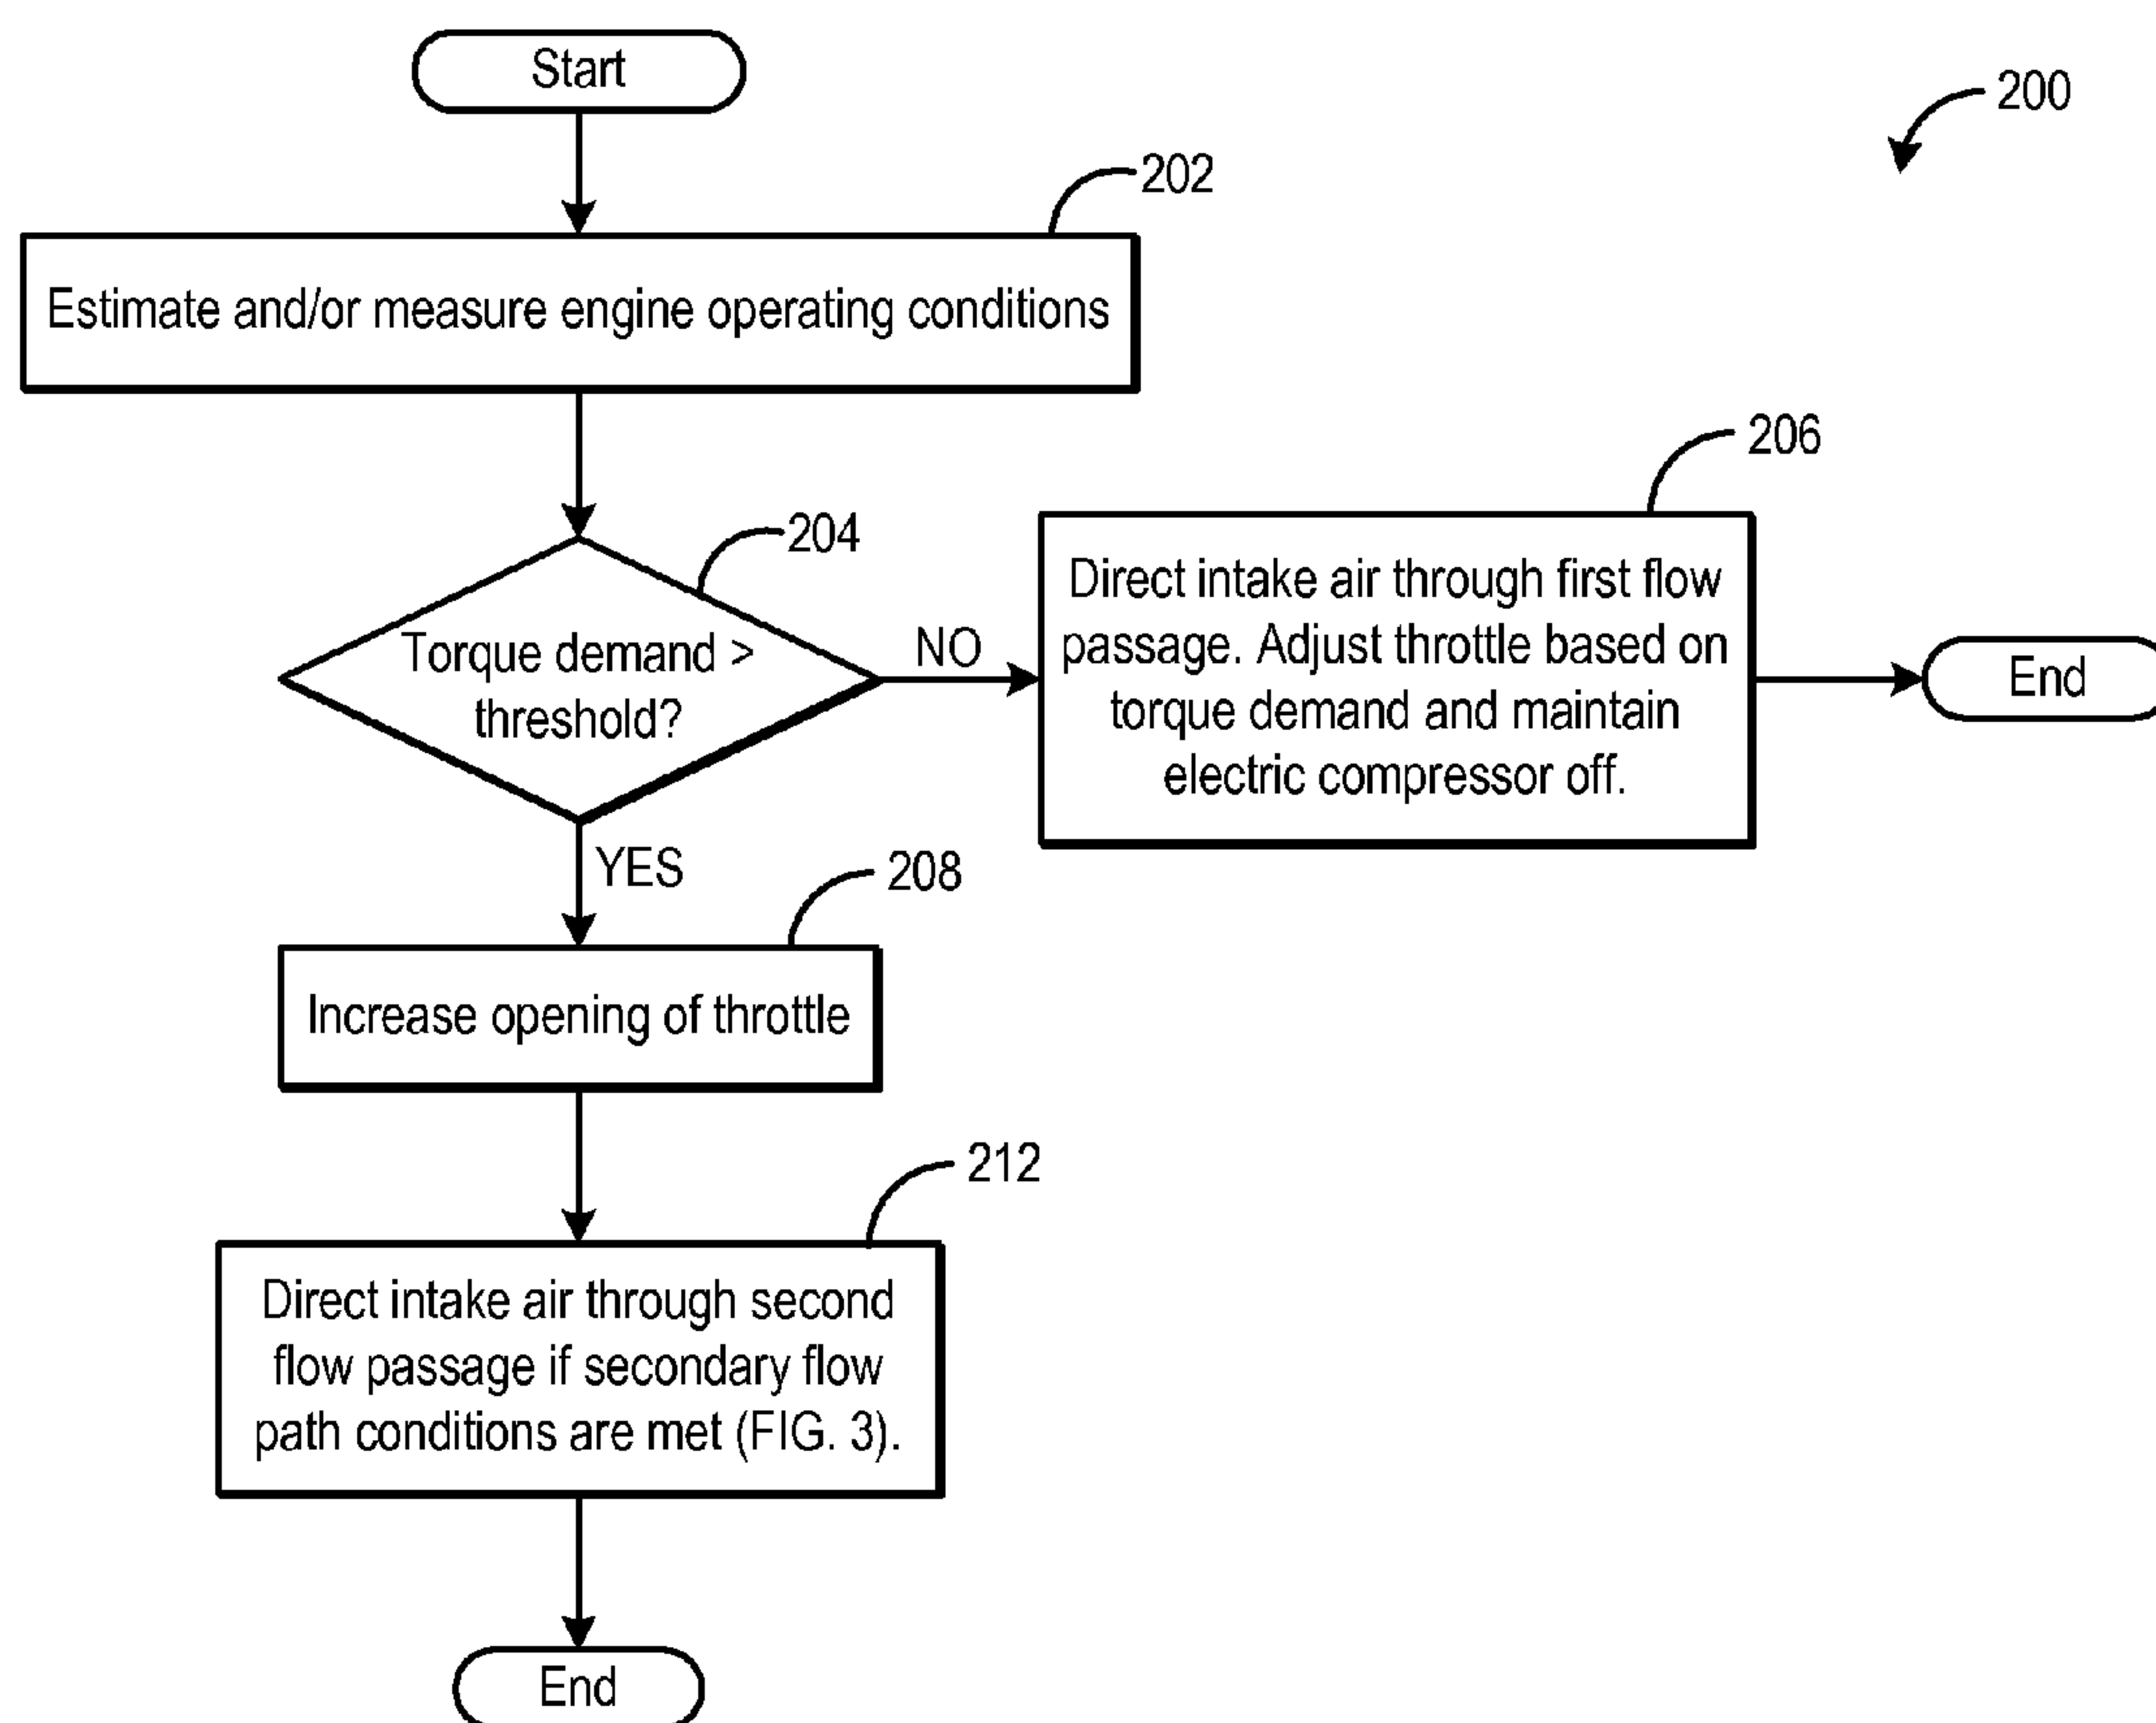 Start
200
202
Estimate and/or measure engine operating conditions
204
Torque demand >
threshold?
NO
206
Direct intake air through first flow
passage. Adjust throttle based on
torque demand and maintain
electric compressor off.
End
YES
208
Increase opening of throttle
212
Direct intake air through second
flow passage if secondary flow
path conditions are met (FIG. 3).
End